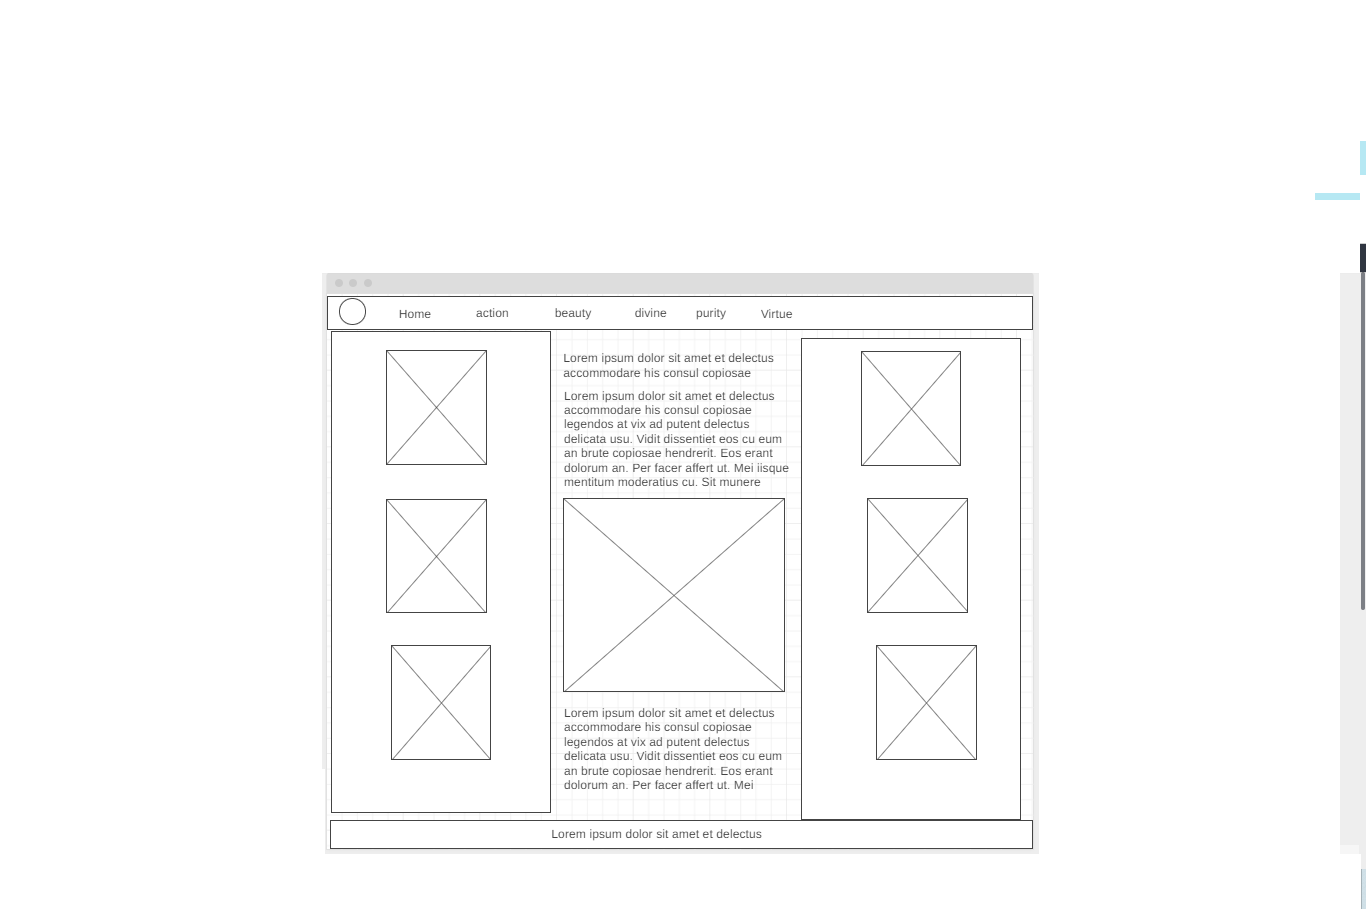 Home action beauty divine purity Virtue
Lorem ipsum dolor sit amet et delectus
accommodare his consul copiosae
Lorem ipsum dolor sit amet et delectus
accommodare his consul copiosae
legendos at vix ad putent delectus
delicata usu. Vidit dissentiet eos cu eum
an brute copiosae hendrerit. Eos erant
dolorum an. Per facer affert ut. Mei iisque
mentitum moderatius cu. Sit munere
Lorem ipsum dolor sit amet et delectus
accommodare his consul copiosae
legendos at vix ad putent delectus
delicata usu. Vidit dissentiet eos cu eum
an brute copiosae hendrerit. Eos erant
dolorum an. Per facer affert ut. Mei
Lorem ipsum dolor sit amet et delectus